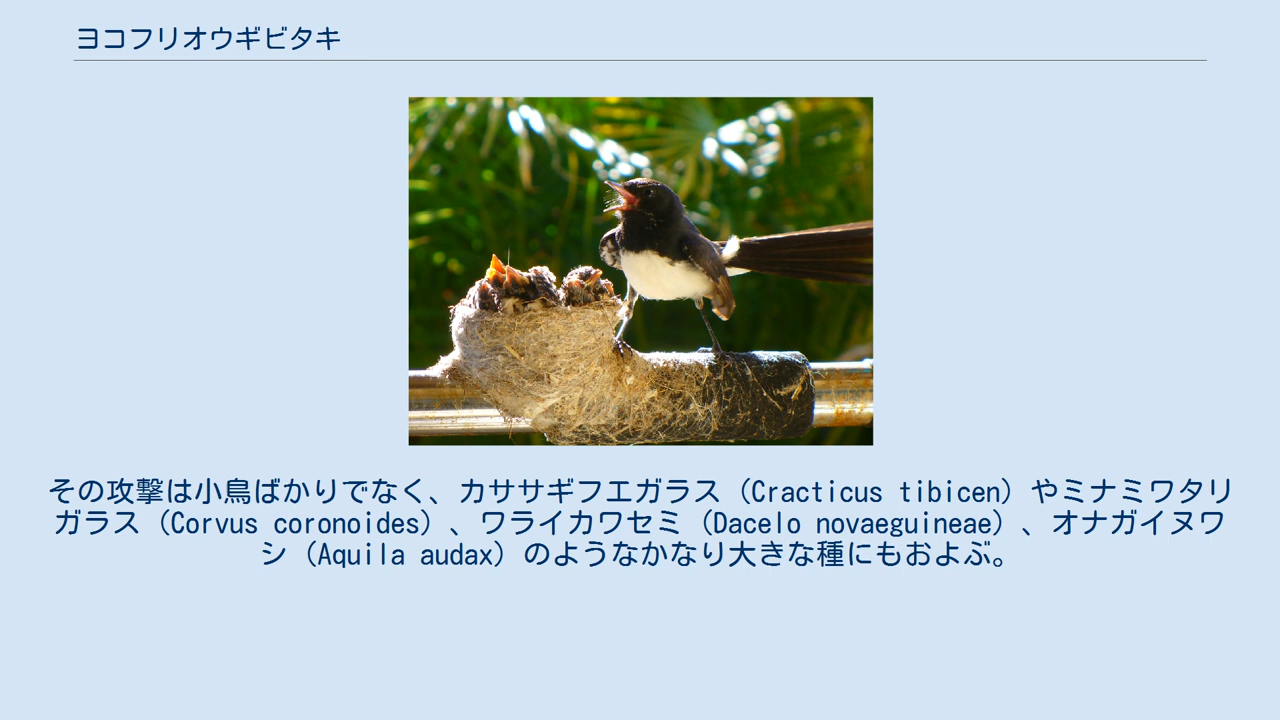 ヨコフリオウギビタキ
その攻撃は小鳥ばかりでなく、カササギフエガラス（Cracticus tibicen）やミナミワタリ
ガラス（Corvus coronoides）、ワライカワセミ（Dacelo novaeguineae）、オナガイヌワ
シ（Aquila audax）のようなかなり大きな種にもおよぶ。